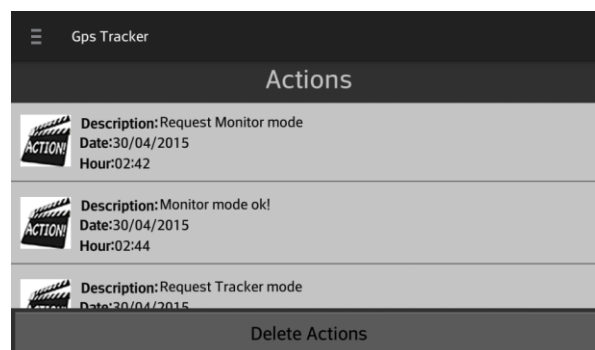 Gps Tracker
Actions
ACTION!
Description:Request Monitor mode
Date:30/04/2015
Hour:02:42
ACTION!
Description:Monitor mode ok!
Date:30/04/2015
Hour:02:44
Description:Request Tracker mode
Date:30/04/2015
Delete Actions